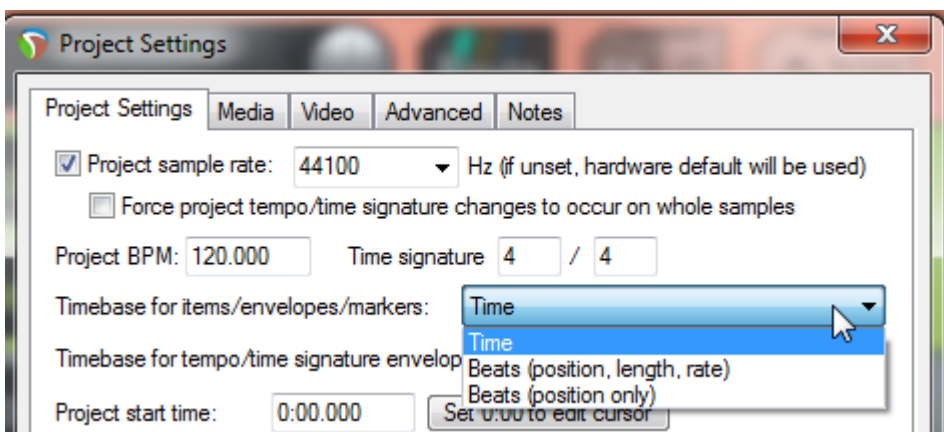 Project Settings
Project Settings Media Video Advanced Notes
Project sample rate: 44100 Hz (if unset, hardware default will be used)
Force project tempo/time signature changes to occur on whole samples
Project BPM: 120.000 Time signature 4 / 4
Timebase for items/envelopes/markers: Time
Time
Timebase for tempo/time signature envelop
Beats (position, length, rate)
Beats (position only)
Project start time: 0:00.000 Set 0:00 to edit cursor